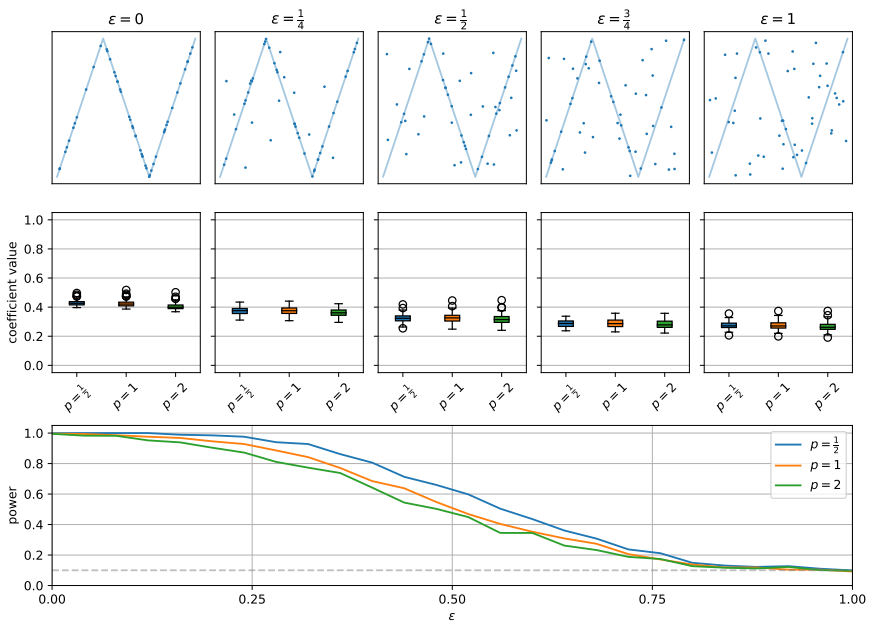 ε = 0 ε = 1/4 ε = 1/2 ε = 3/4 ε = 1
1.0
0.8
0.6
0.4
0.2
0.0
coefficient value
p = 1/2 p = 1 p = 2 p = 1/2 p = 1 p = 2 p = 1/2 p = 1 p = 2 p = 1/2 p = 1 p = 2 p = 1/2 p = 1 p = 2
1.0
0.8
0.6
0.4
0.2
0.0
power
p = 1/2
p = 1
p = 2
0.00 0.25 0.50 0.75 1.00
ε